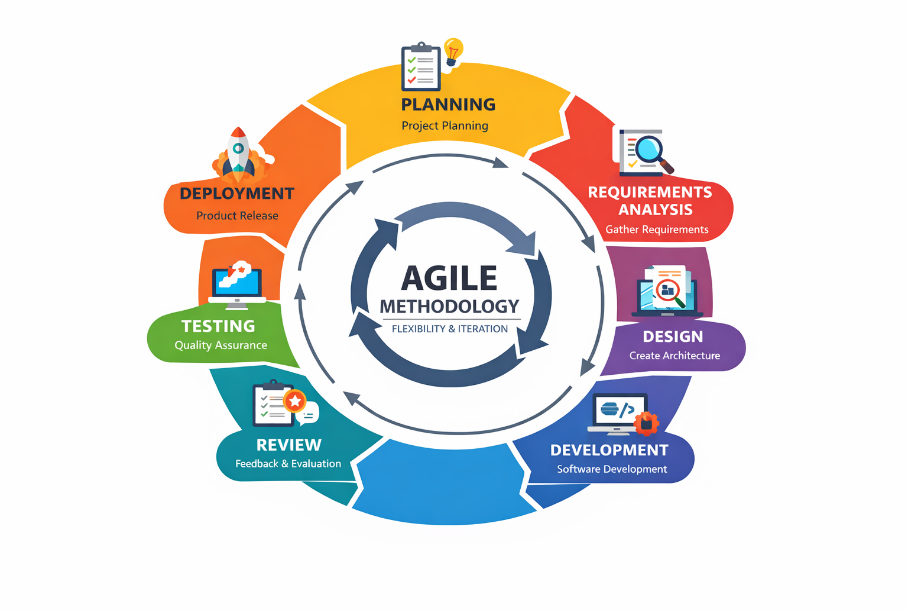 PLANNING
Project Planning
REQUIREMENTS
ANALYSIS
Gather Requirements
DESIGN
Create Architecture
</>
DEVELOPMENT
Software Development
REVIEW
Feedback & Evaluation
TESTING
Quality Assurance
DEPLOYMENT
Product Release
AGILE
METHODOLOGY
FLEXIBILITY & ITERATION